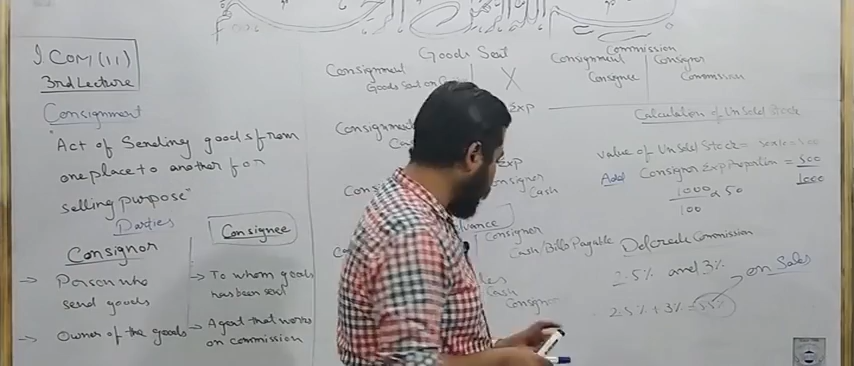 I COM (11)
3rd Lecture
Consignment
"Act of Sending goods from
one place to another for
selling purpose"
Parties
Consignor
→ Person who
send goods
→ Owner of the goods
Consignee
→ To whom goods
has been sent
→ Agent that works
on commission
Goods Sent
Consignment
Goods Sent on
X
Exp
Consignment
Cash
Exp
Consignor
Cash
Advance
Consignor
Cash/Bills Payable
Cash
Consignor
Commission
Consignment
Consignee
Consignor
Commission
Calculation of Unsold Stock
value of Unsold Stock = 50x10=500
Add Consignor Exp Proportion = 500
1000
1000 x 50
100
Delcrede Commission
2.5% and 3%
on Sales
2.5% + 3% = 5.5%